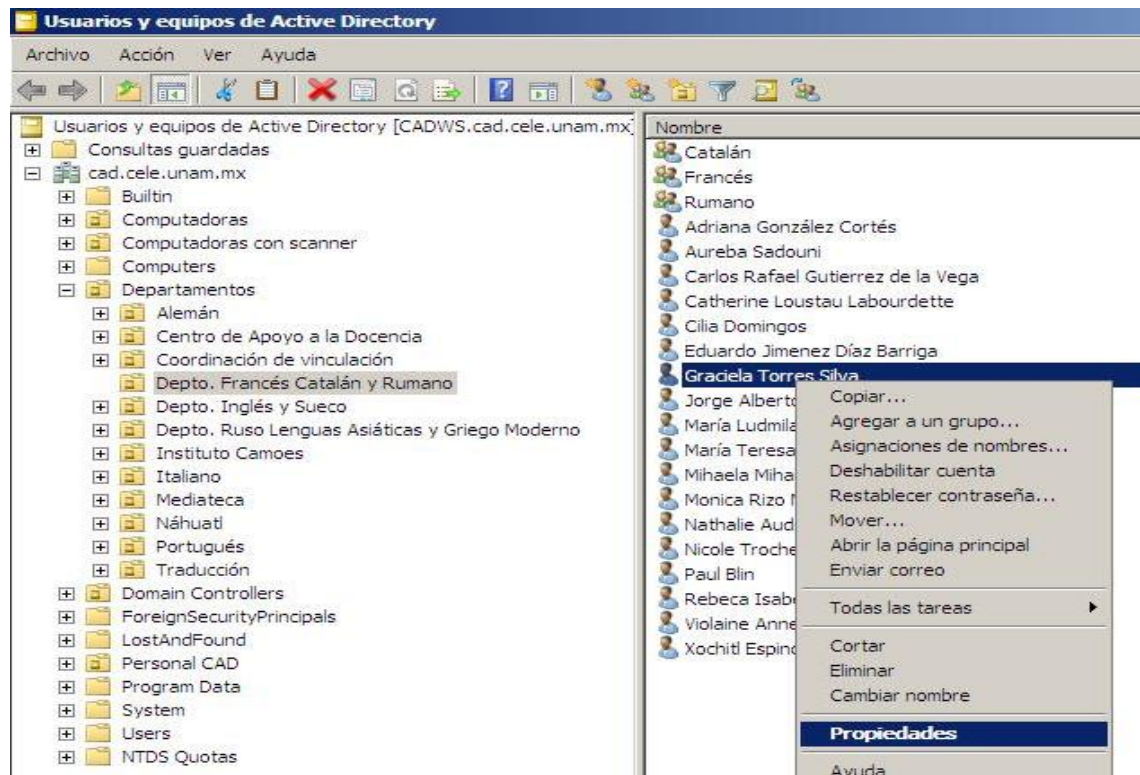 Usuarios y equipos de Active Directory
Archivo Acción Ver Ayuda
Usuarios y equipos de Active Directory [CADWS.cad.cele.unam.mx]
Consultas guardadas
cad.cele.unam.mx
Builtin
Computadoras
Computadoras con scanner
Computers
Departamentos
Alemán
Centro de Apoyo a la Docencia
Coordinación de vinculación
Depto. Francés Catalán y Rumano
Depto. Inglés y Sueco
Depto. Ruso Lenguas Asiáticas y Griego Moderno
Instituto Camoes
Italiano
Mediateca
Náhuatl
Portugués
Traducción
Domain Controllers
ForeignSecurityPrincipals
LostAndFound
Personal CAD
Program Data
System
Users
NTDS Quotas
Nombre
Catalán
Francés
Rumano
Adriana González Cortés
Aureba Sadouni
Carlos Rafael Gutierrez de la Vega
Catherine Loustau Labourdette
Cilia Domingos
Eduardo Jimenez Díaz Barriga
Graciela Torres Silva
Jorge Alberto
María Ludmila
María Teresa
Mihaela Miha
Monica Rizo
Nathalie Aud
Nicole Troche
Paul Blin
Rebeca Isab
Violaine Anne
Xochitl Espino
Copiar...
Agregar a un grupo...
Asignaciones de nombres...
Deshabilitar cuenta
Restablecer contraseña...
Mover...
Abrir la página principal
Enviar correo
Todas las tareas
Cortar
Eliminar
Cambiar nombre
Propiedades
Ayuda